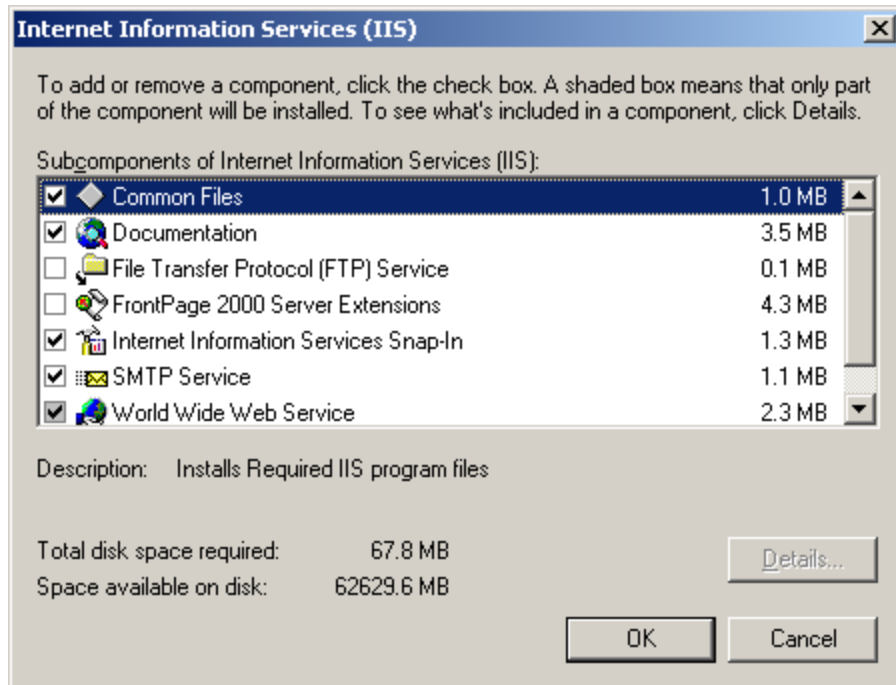 Internet Information Services (IIS)
To add or remove a component, click the check box. A shaded box means that only part
of the component will be installed. To see what's included in a component, click Details.
Subcomponents of Internet Information Services (IIS):
Common Files 1.0 MB
Documentation 3.5 MB
File Transfer Protocol (FTP) Service 0.1 MB
FrontPage 2000 Server Extensions 4.3 MB
Internet Information Services Snap-In 1.3 MB
SMTP Service 1.1 MB
World Wide Web Service 2.3 MB
Description: Installs Required IIS program files
Total disk space required: 67.8 MB
Space available on disk: 62629.6 MB
Details...
OK Cancel